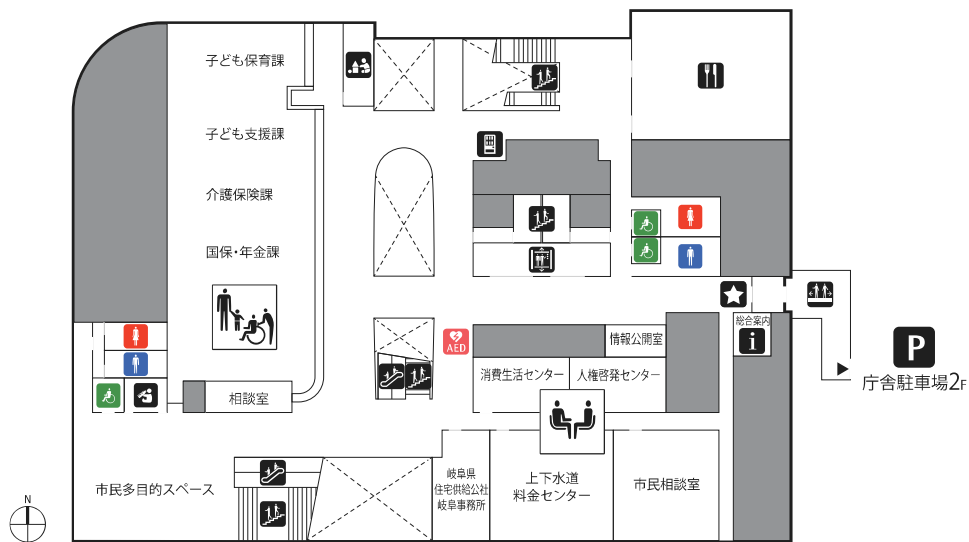 子ども保育課
子ども支援課
介護保険課
国保・年金課
相談室
市民多目的スペース
AED
情報公開室
消費生活センター
人権啓発センター
岐阜県
住宅供給公社
岐阜事務所
上下水道
料金センター
市民相談室
総合案内
i
P
庁舎駐車場2F
N